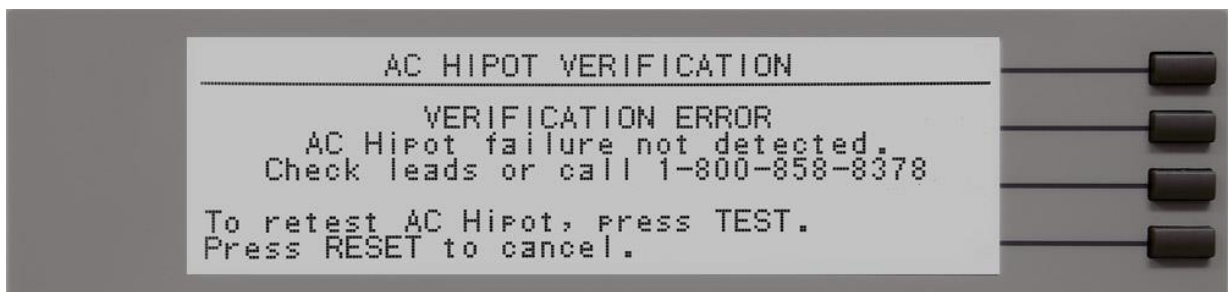 AC HIPOT VERIFICATION
VERIFICATION ERROR
AC Hipot failure not detected.
Check leads or call 1-800-858-8378
To retest AC Hipot, press TEST.
Press RESET to cancel.